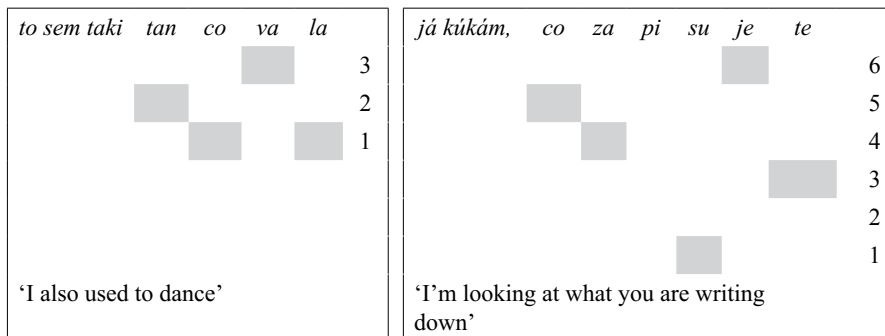 to sem taki tan co va la
3
2
1
'I also used to dance'
já kúkám, co za pi su je te
6
5
4
3
2
1
'I'm looking at what you are writing
down'